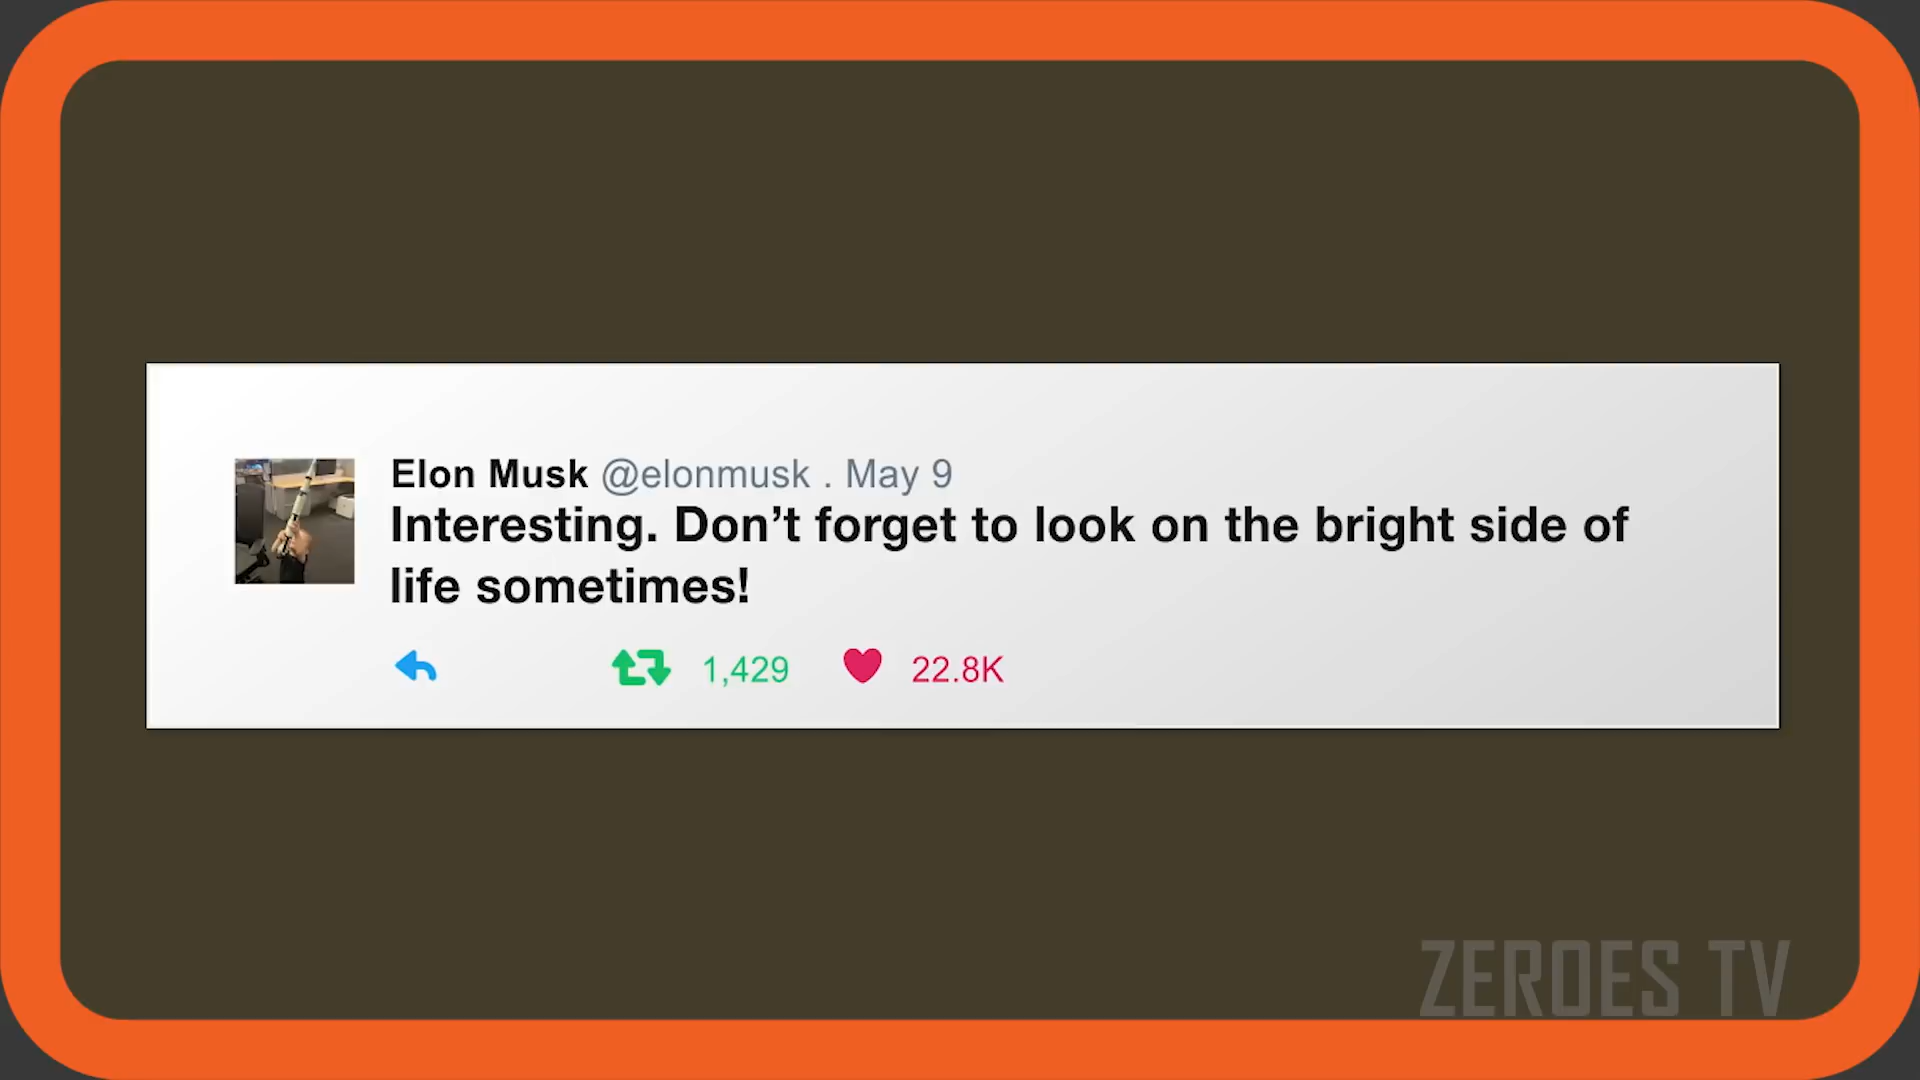 Elon Musk @elonmusk . May 9
Interesting. Don’t forget to look on the bright side of
life sometimes!
1,429 22.8K
ZEROES TV